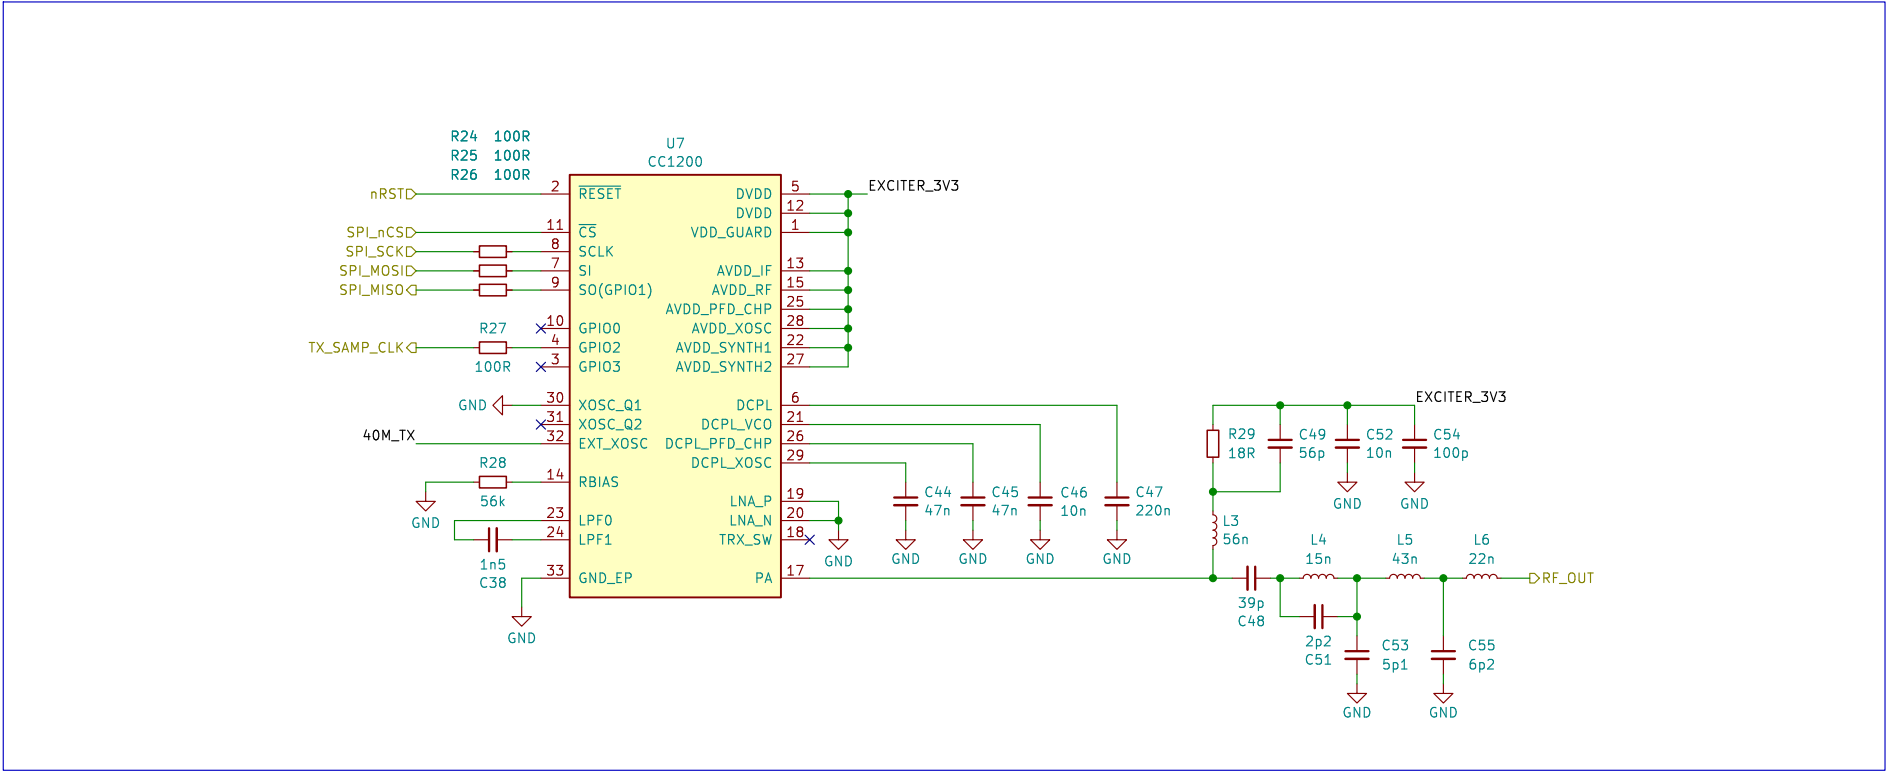 R24 100R
R25 100R
R26 100R
U7
CC1200
nRST
2
RESET
SPI_nCS
11
CS
SPI_SCK
8
SCLK
SPI_MOSI
7
SI
SPI_MISO
9
SO(GPIO1)
10
GPIO0
R27
TX_SAMP_CLK
4
GPIO2
100R
3
GPIO3
GND
30
XOSC_Q1
31
XOSC_Q2
40M_TX
32
EXT_XOSC
R28
14
RBIAS
56k
GND
23
LPF0
24
LPF1
1n5
C38
33
GND_EP
GND
DVDD
5
EXCITER_3V3
DVDD
12
VDD_GUARD
1
AVDD_IF
13
AVDD_RF
15
AVDD_PFD_CHP
25
AVDD_XOSC
28
AVDD_SYNTH1
22
AVDD_SYNTH2
27
DCPL
6
DCPL_VCO
21
DCPL_PFD_CHP
26
DCPL_XOSC
29
LNA_P
19
LNA_N
20
TRX_SW
18
PA
17
GND
C44
47n
GND
C45
47n
GND
C46
10n
GND
C47
220n
GND
EXCITER_3V3
R29
18R
C49
56p
C52
10n
GND
C54
100p
GND
L3
56n
39p
C48
L4
15n
2p2
C51
L5
43n
L6
22n
RF_OUT
C53
5p1
GND
C55
6p2
GND